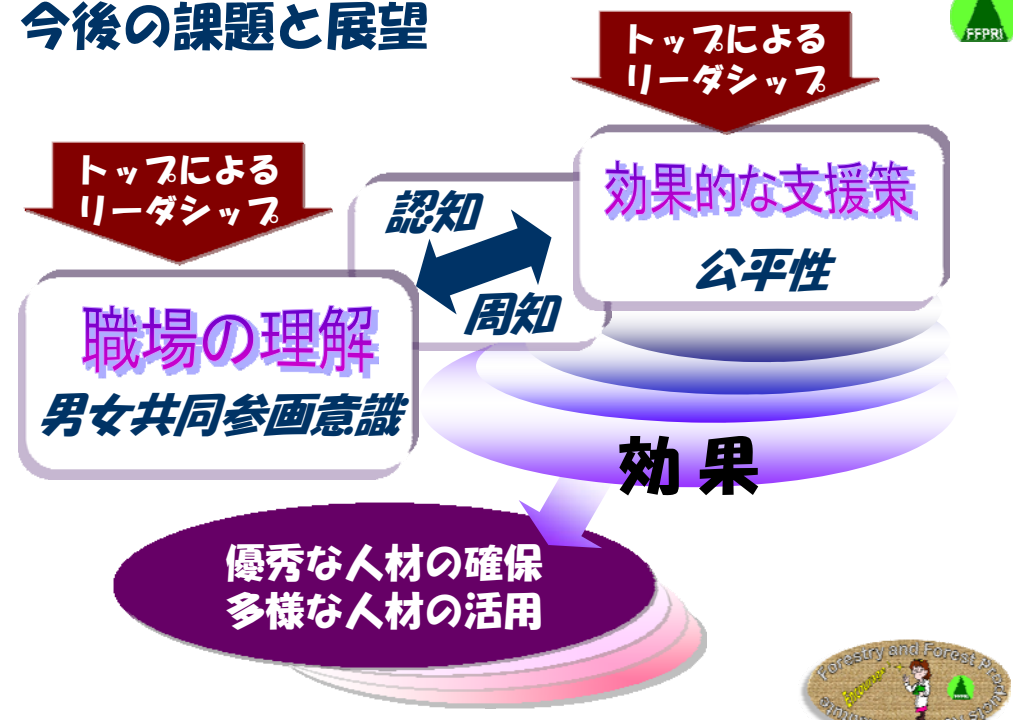 今後の課題と展望
FFPRI
トップによる
リーダシップ
トップによる
リーダシップ
効果的な支援策
公平性
認知
周知
職場の理解
男女共同参画意識
効果
優秀な人材の確保
多様な人材の活用
Forestry and Forest Products